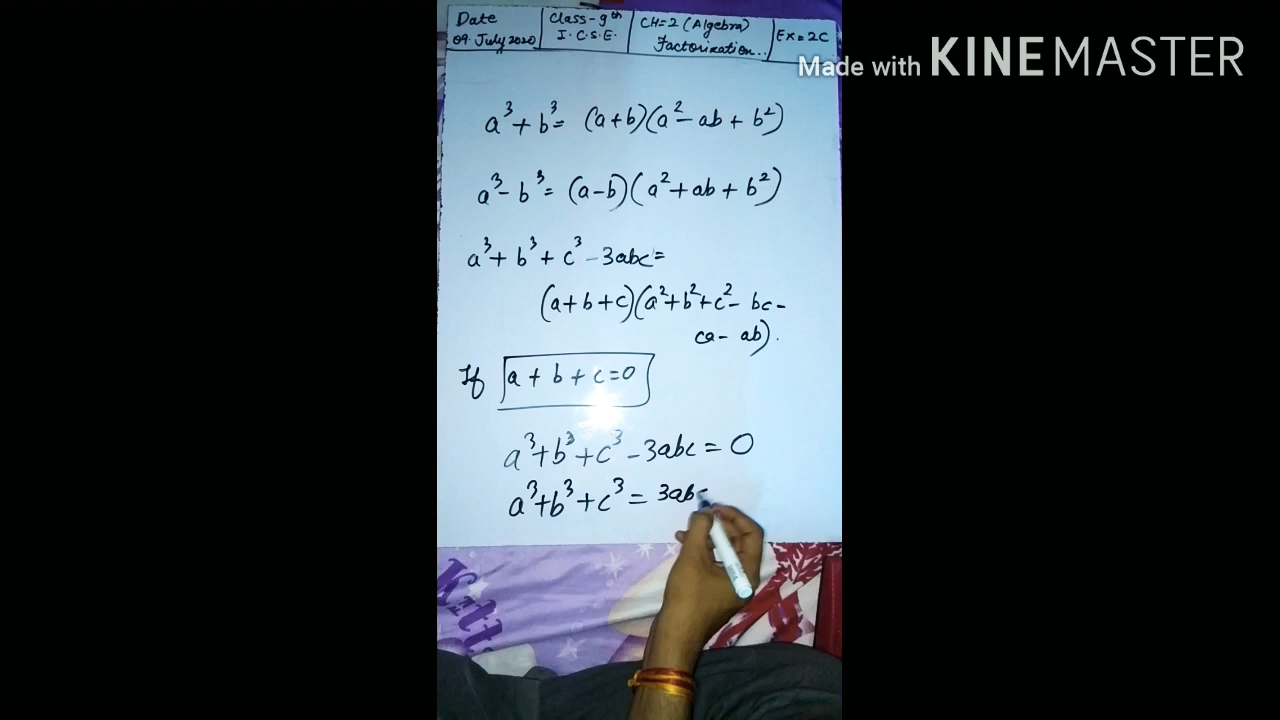 Date
09 July 2020
Class-9th
I.C.S.E.
CH=2 (Algebra)
Factorization..
Ex=2C
Made with KINEMASTER
a³+b³= (a+b)(a²-ab+b²)
a³-b³= (a-b)(a²+ab+b²)
a³+b³+c³-3abc=
(a+b+c)(a²+b²+c²-bc-
ca-ab).
If a+b+c=0
a³+b³+c³-3abc=0
a³+b³+c³=3abc
Kitt